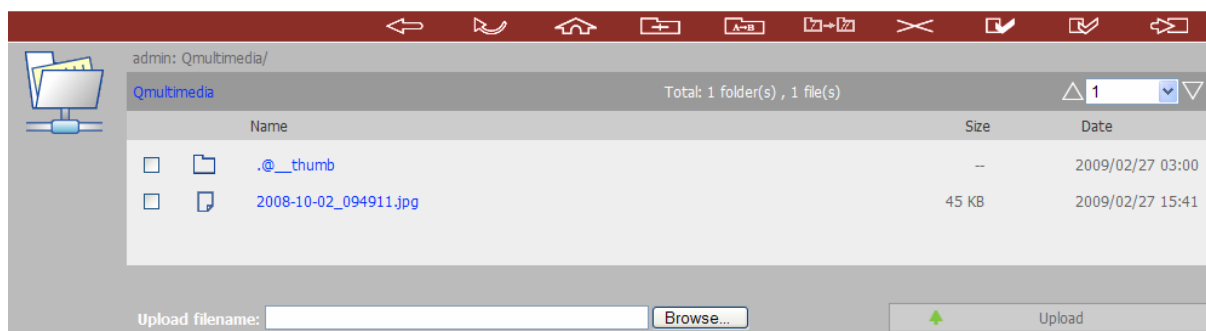 A→B
admin: Qmultimedia/
Qmultimedia Total: 1 folder(s) , 1 file(s) 1
Name Size Date
.@__thumb -- 2009/02/27 03:00
2008-10-02_094911.jpg 45 KB 2009/02/27 15:41
Upload filename: Browse... Upload